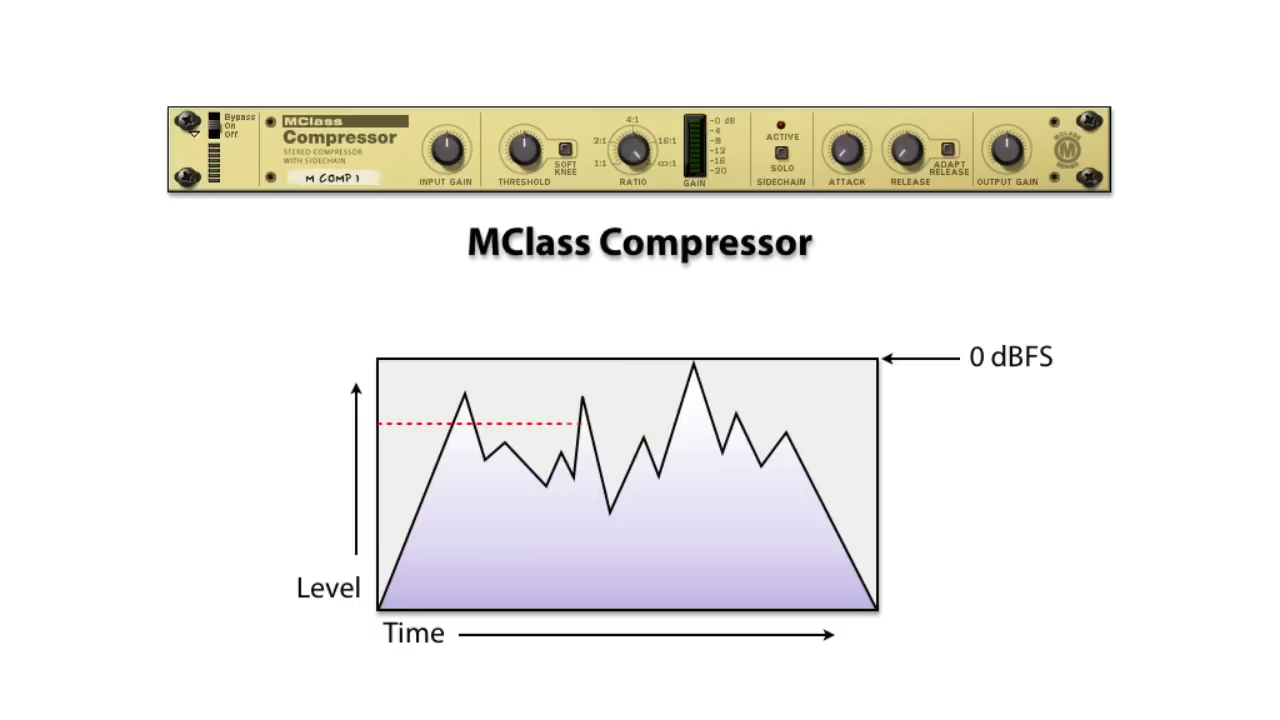 Bypass
On
Off
MClass
Compressor
STEREO COMPRESSOR
WITH SIDECHAIN
M COMP 1
INPUT GAIN
THRESHOLD
SOFT
KNEE
1:1
2:1
4:1
16:1
∞:1
RATIO
0 dB
-4
-8
-12
-16
-20
GAIN
ACTIVE
SOLO
SIDECHAIN
ATTACK
RELEASE
ADAPT
RELEASE
OUTPUT GAIN
MClass Compressor
0 dBFS
Level
Time